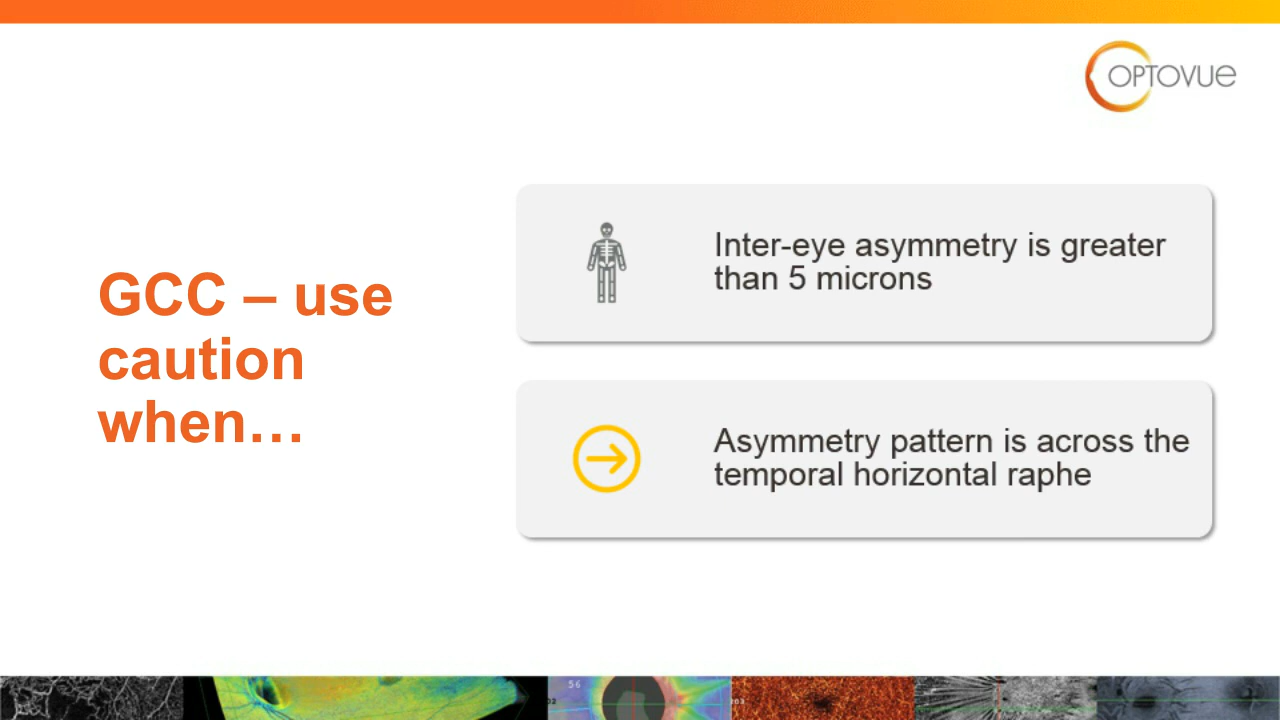 OPTOVUE
GCC – use
caution
when…
Inter-eye asymmetry is greater
than 5 microns
Asymmetry pattern is across the
temporal horizontal raphe
56